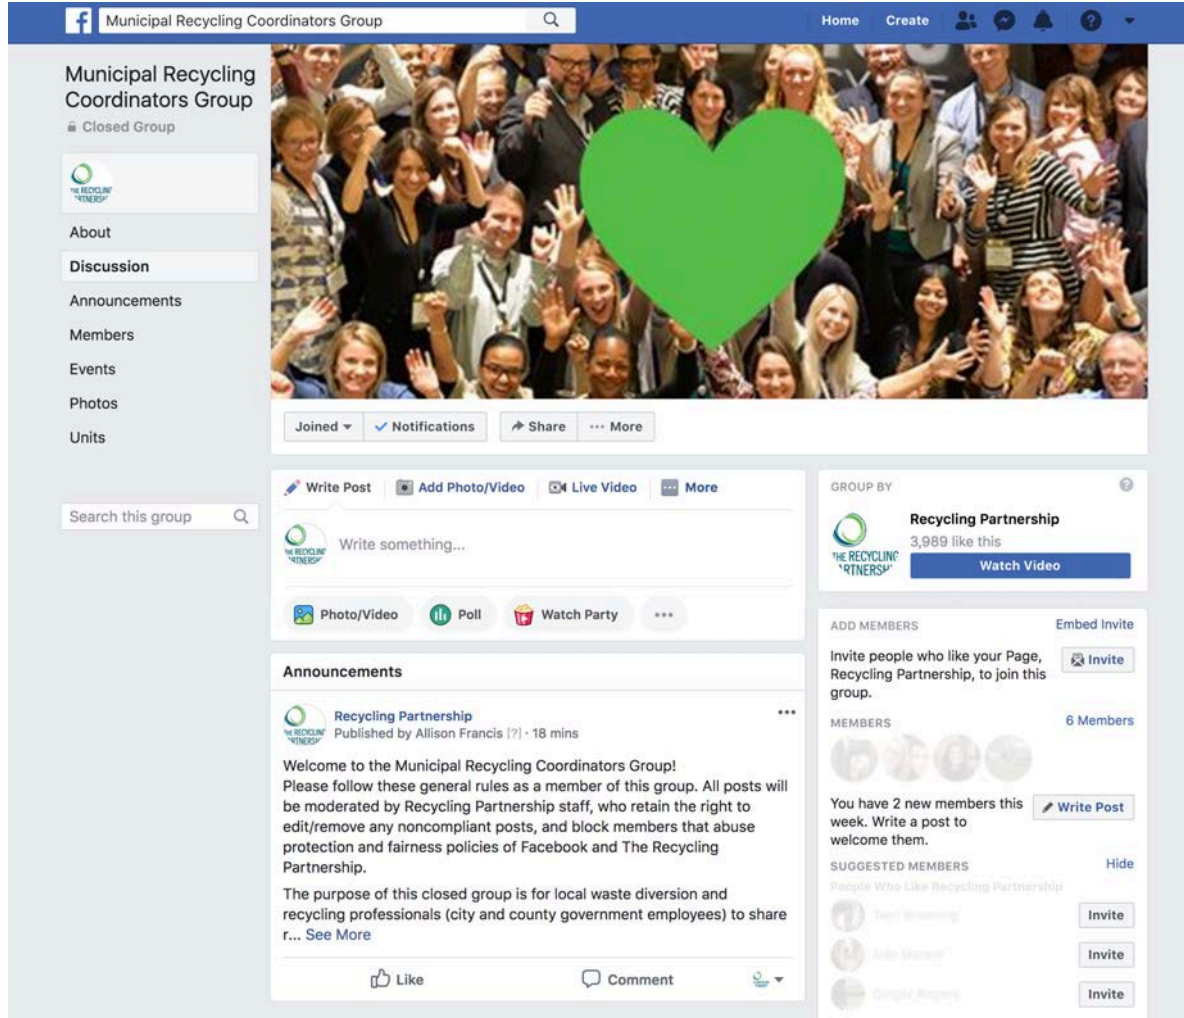 Municipal Recycling Coordinators Group
Home
Create
Municipal Recycling
Coordinators Group
Closed Group
THE RECYCLING
PARTNERSHIP
About
Discussion
Announcements
Members
Events
Photos
Units
Search this group
Joined
Notifications
Share
More
Write Post
Add Photo/Video
Live Video
More
Write something...
Photo/Video
Poll
Watch Party
Announcements
Recycling Partnership
Published by Allison Francis [?] · 18 mins
Welcome to the Municipal Recycling Coordinators Group!
Please follow these general rules as a member of this group. All posts will
be moderated by Recycling Partnership staff, who retain the right to
edit/remove any noncompliant posts, and block members that abuse
protection and fairness policies of Facebook and The Recycling
Partnership.
The purpose of this closed group is for local waste diversion and
recycling professionals (city and county government employees) to share
r... See More
Like
Comment
GROUP BY
Recycling Partnership
3,989 like this
Watch Video
ADD MEMBERS
Embed Invite
Invite people who like your Page,
Recycling Partnership, to join this
group.
Invite
MEMBERS
6 Members
You have 2 new members this
week. Write a post to
welcome them.
Write Post
SUGGESTED MEMBERS
Hide
People Who Like Recycling Partnership
Invite
Invite
Invite